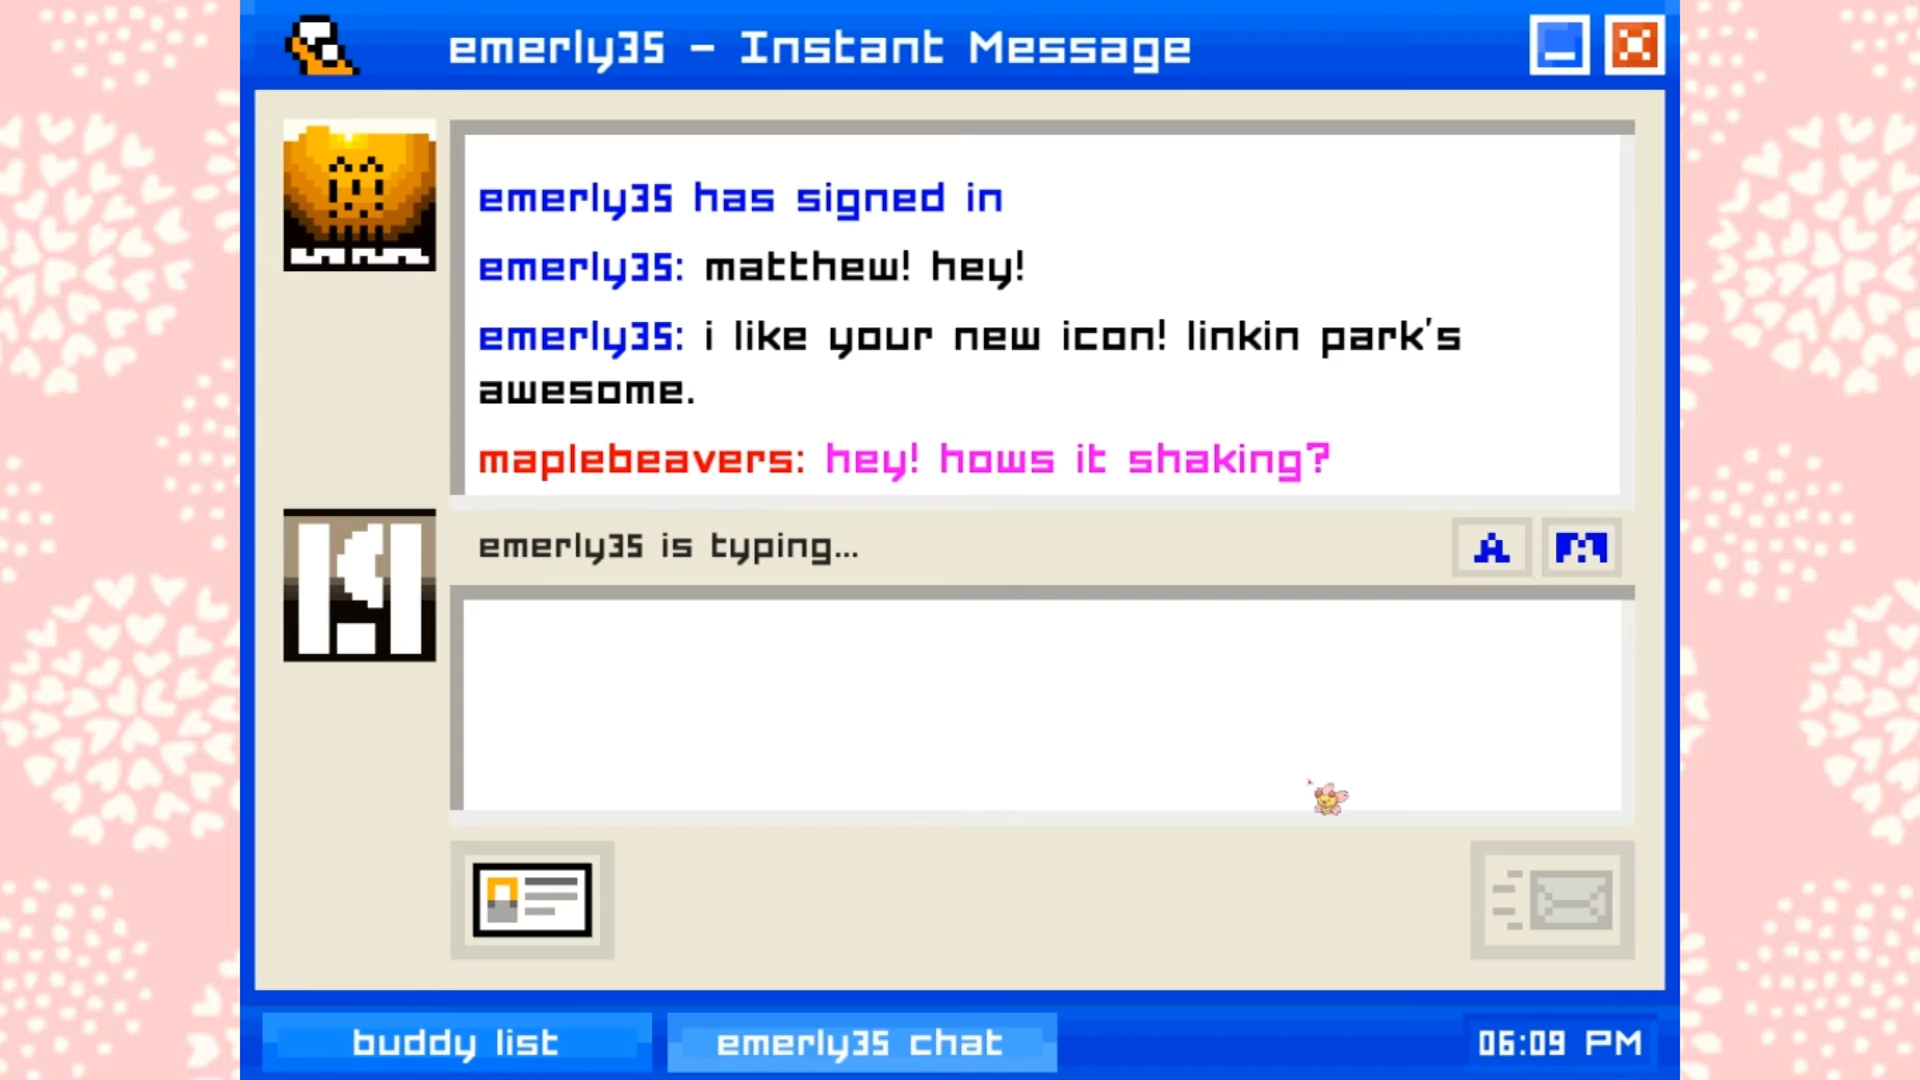 emerly35 - Instant Message
emerly35 has signed in
emerly35: matthew! hey!
emerly35: i like your new icon! linkin park's
awesome.
maplebeavers: hey! hows it shaking?
emerly35 is typing...
A
buddy list
emerly35 chat
06:09 PM